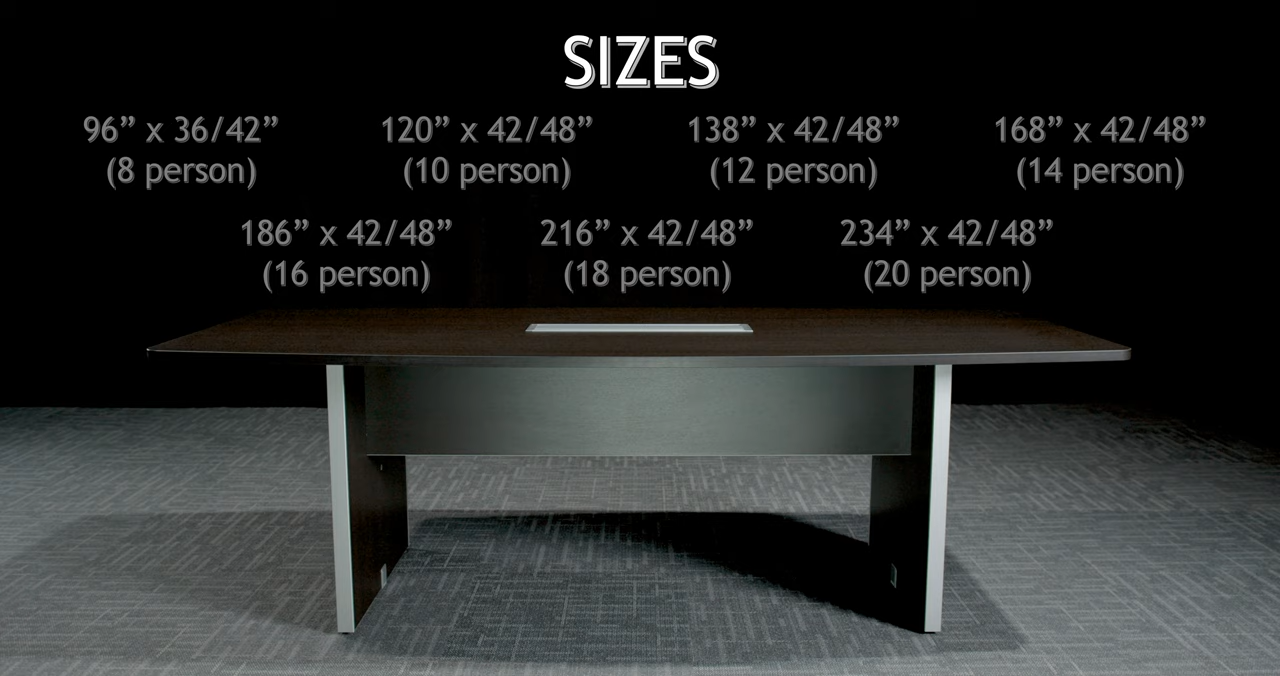 SIZES
96” x 36/42”
(8 person)
120” x 42/48”
(10 person)
138” x 42/48”
(12 person)
168” x 42/48”
(14 person)
186” x 42/48”
(16 person)
216” x 42/48”
(18 person)
234” x 42/48”
(20 person)